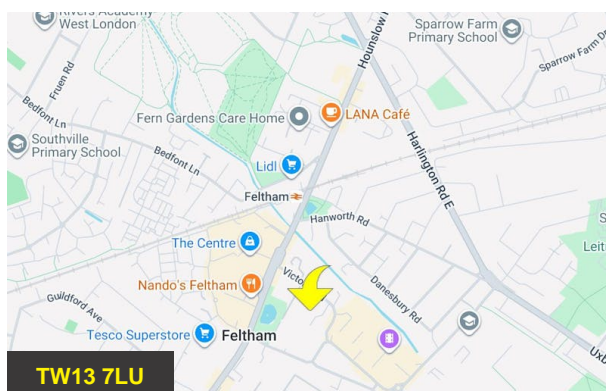 Rivers Academy
West London
Sparrow Farm
Primary School
Sparrow Farm Dr
Hounslow R
Fruen Rd
Bedfont Ln
Fern Gardens Care Home
LANA Café
Southville
Primary School
Bedfont Ln
Lidl
Harlington Rd E
Feltham
Hanworth Rd
The Centre
Leit
Nando's Feltham
Victo
Danesbury Rd
Guildford Ave
Tesco Superstore
Feltham
Uxb
TW13 7LU